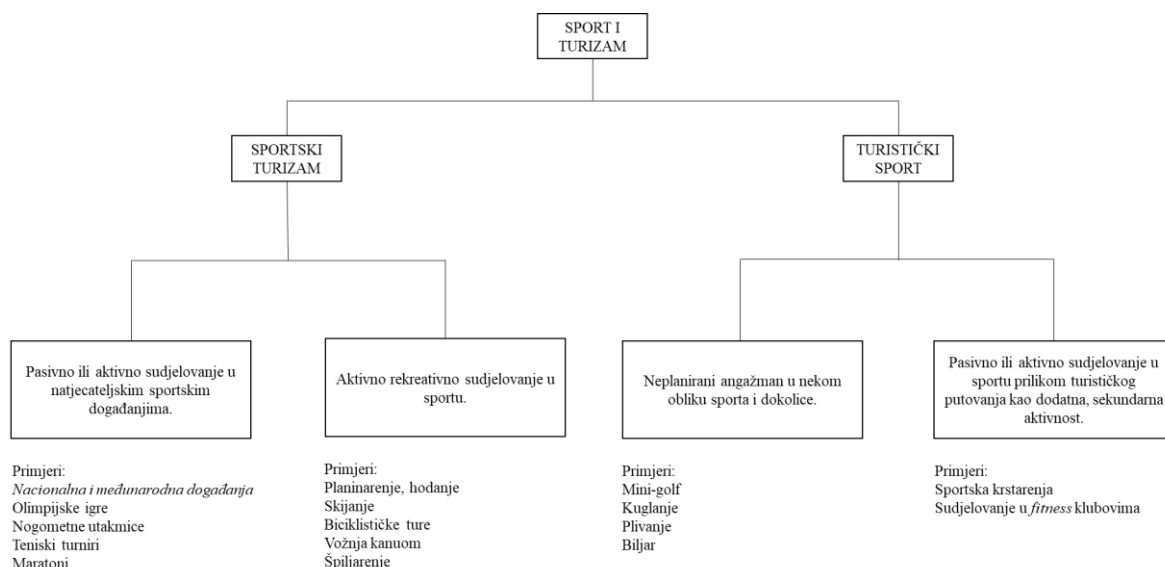 SPORT I
TURIZAM
SPORTSKI
TURIZAM
TURISTIČKI
SPORT
Pasivno ili aktivno sudjelovanje u
natjecateljskim sportskim
događanjima.
Aktivno rekreativno sudjelovanje u
sportu.
Neplanirani angažman u nekom
obliku sporta i dokolice.
Pasivno ili aktivno sudjelovanje u
sportu prilikom turističkog
putovanja kao dodatna, sekundarna
aktivnost.
Primjeri:
Nacionalna i međunarodna događanja
Olimpijske igre
Nogometne utakmice
Teniski turniri
Maratoni
Primjeri:
Planinarenje, hodanje
Skijanje
Biciklističke ture
Vožnja kanuom
Špiljarenje
Primjeri:
Mini-golf
Kuglanje
Plivanje
Biljar
Primjeri:
Sportska krstarenja
Sudjelovanje u fitness klubovima